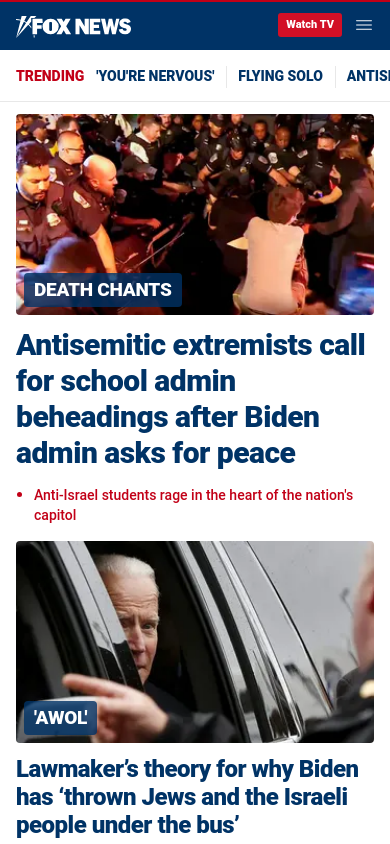 FOX NEWS
Watch TV
TRENDING 'YOU'RE NERVOUS' FLYING SOLO ANTISE
DEATH CHANTS
Antisemitic extremists call
for school admin
beheadings after Biden
admin asks for peace
• Anti-Israel students rage in the heart of the nation's
capitol
'AWOL'
Lawmaker’s theory for why Biden
has ‘thrown Jews and the Israeli
people under the bus’